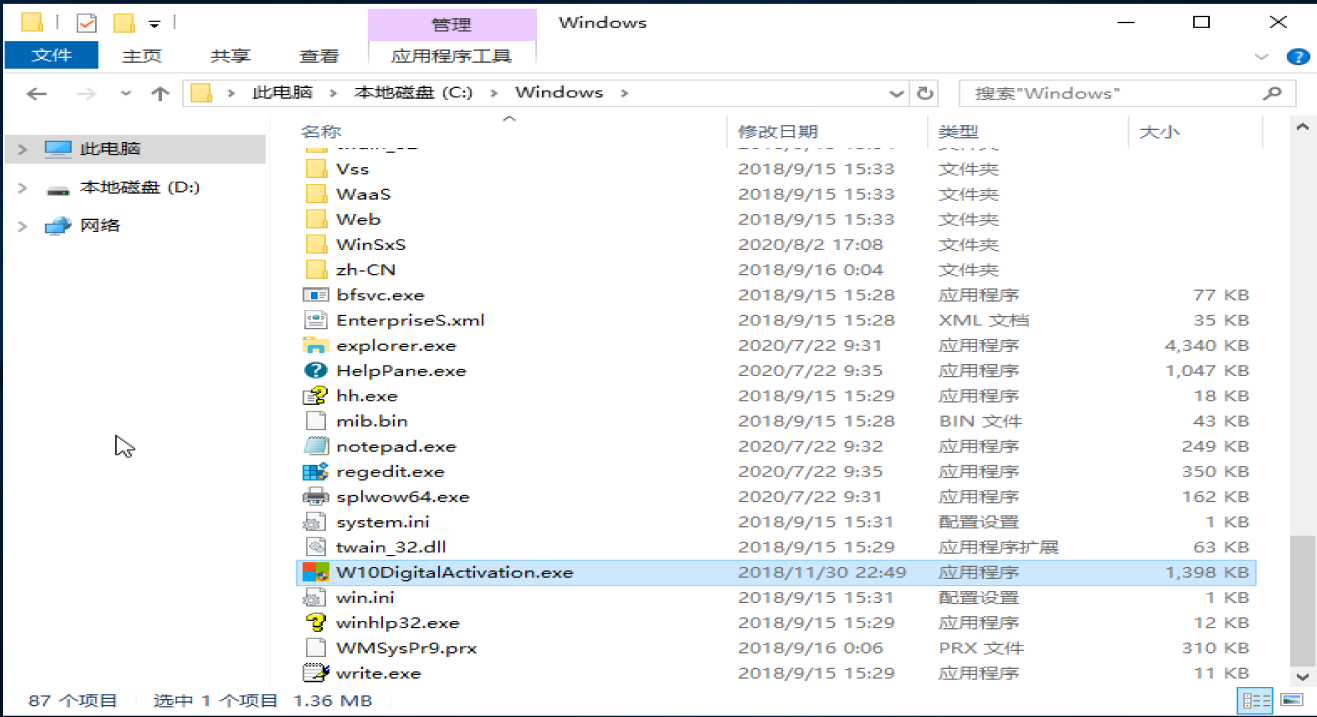 管理 Windows
文件 主页 共享 查看 应用程序工具
此电脑 本地磁盘 (C:) Windows 搜索"Windows"
名称 修改日期 类型 大小
此电脑
本地磁盘 (D:)
网络
Vss 2018/9/15 15:33 文件夹
WaaS 2018/9/15 15:33 文件夹
Web 2018/9/15 15:33 文件夹
WinSxS 2020/8/2 17:08 文件夹
zh-CN 2018/9/16 0:04 文件夹
bfsvc.exe 2018/9/15 15:28 应用程序 77 KB
EnterpriseS.xml 2018/9/15 15:28 XML 文档 35 KB
explorer.exe 2020/7/22 9:31 应用程序 4,340 KB
HelpPane.exe 2020/7/22 9:35 应用程序 1,047 KB
hh.exe 2018/9/15 15:29 应用程序 18 KB
mib.bin 2018/9/15 15:28 BIN 文件 43 KB
notepad.exe 2020/7/22 9:32 应用程序 249 KB
regedit.exe 2020/7/22 9:35 应用程序 350 KB
splwow64.exe 2020/7/22 9:31 应用程序 162 KB
system.ini 2018/9/15 15:31 配置设置 1 KB
twain_32.dll 2018/9/15 15:29 应用程序扩展 63 KB
W10DigitalActivation.exe 2018/11/30 22:49 应用程序 1,398 KB
win.ini 2018/9/15 15:31 配置设置 1 KB
winhlp32.exe 2018/9/15 15:29 应用程序 12 KB
WMSysPr9.prx 2018/9/16 0:06 PRX 文件 310 KB
write.exe 2018/9/15 15:29 应用程序 11 KB
87 个项目 选中 1 个项目 1.36 MB